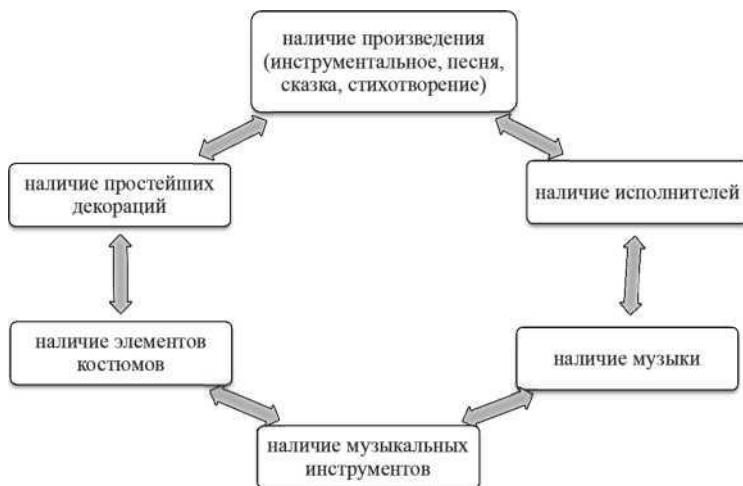 наличие произведения
(инструментальное, песня,
сказка, стихотворение)
наличие простейших
декораций
наличие исполнителей
наличие элементов
костюмов
наличие музыки
наличие музыкальных
инструментов